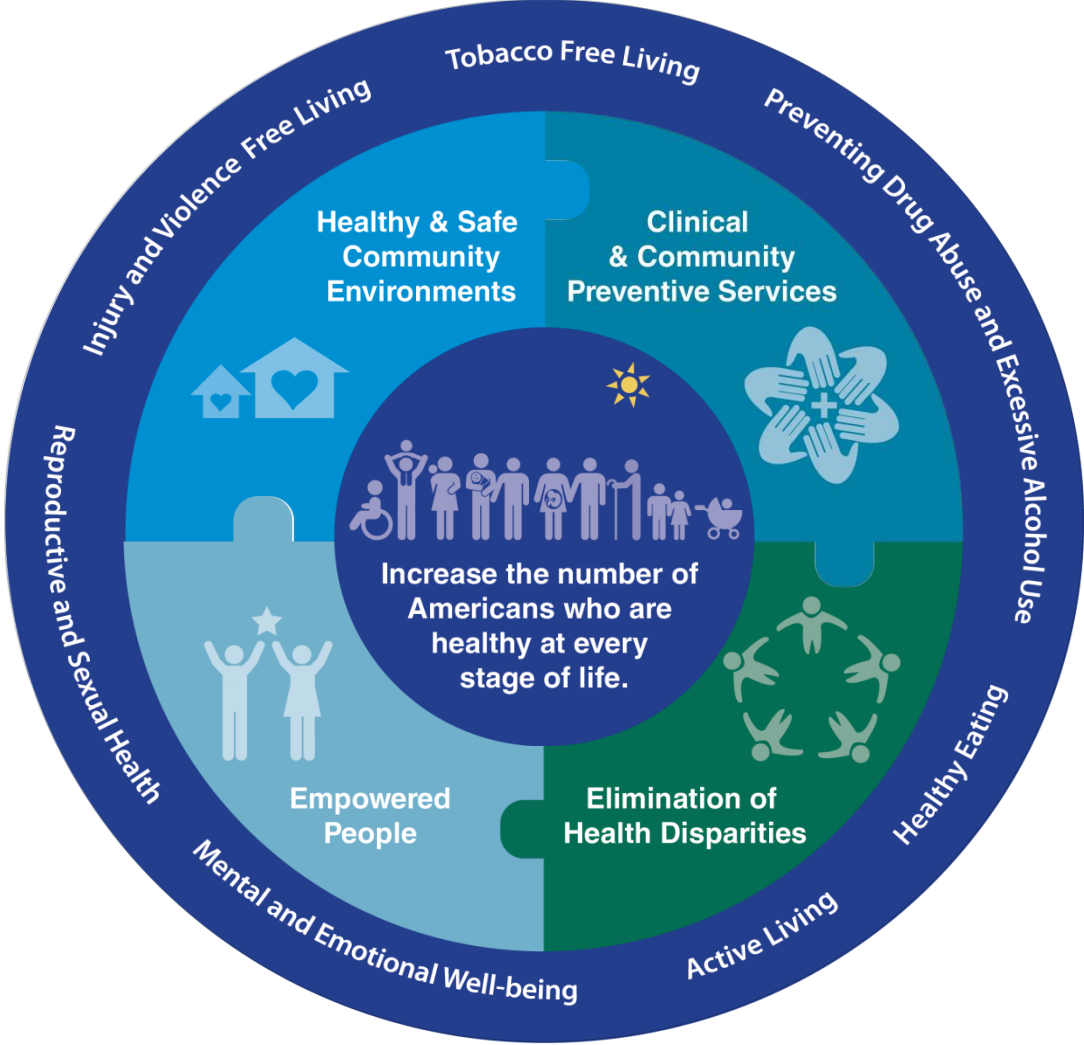 Tobacco Free Living
Preventing Drug Abuse and Excessive Alcohol Use
Healthy Eating
Active Living
Mental and Emotional Well-being
Reproductive and Sexual Health
Injury and Violence Free Living
Healthy & Safe
Community
Environments
Clinical
& Community
Preventive Services
Increase the number of
Americans who are
healthy at every
stage of life.
Empowered
People
Elimination of
Health Disparities